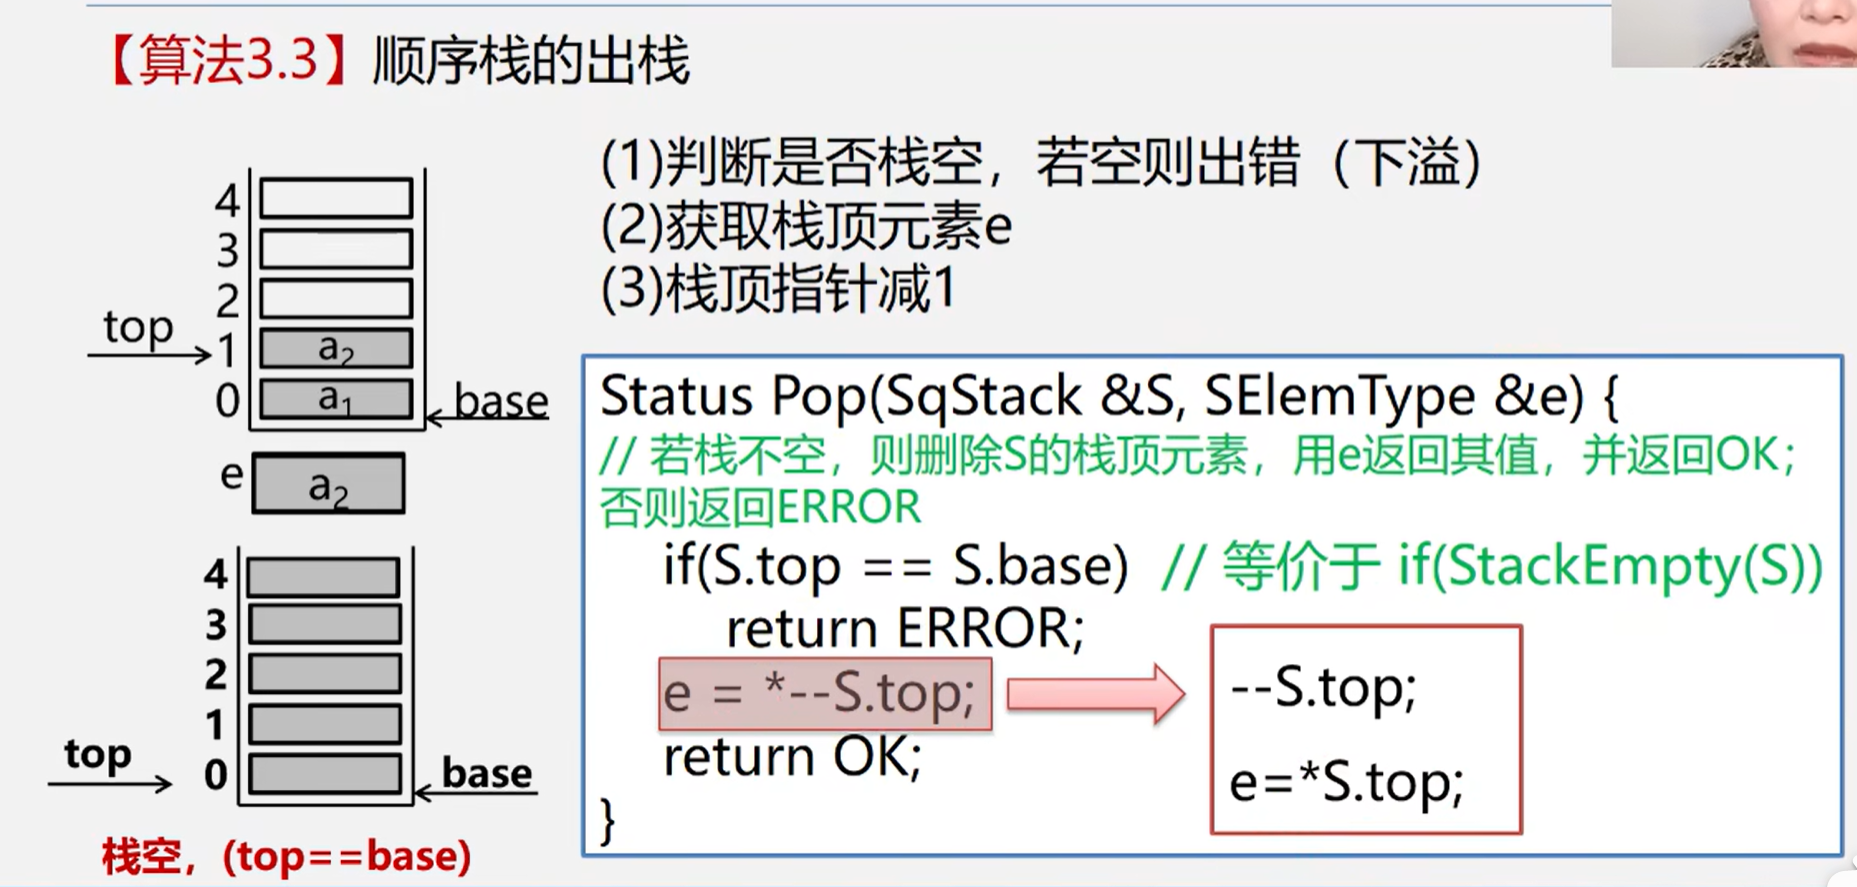 【算法3.3】顺序栈的出栈
(1)判断是否栈空，若空则出错（下溢）
(2)获取栈顶元素e
(3)栈顶指针减1
4
3
2
top
1 a₂
0 a₁ base
e a₂
4
3
2
1
top
0 base
栈空，(top==base)
Status Pop(SqStack &S, SElemType &e) {
// 若栈不空，则删除S的栈顶元素，用e返回其值，并返回OK；
否则返回ERROR
if(S.top == S.base) // 等价于 if(StackEmpty(S))
return ERROR;
e = *--S.top;
return OK;
}
--S.top;
e=*S.top;